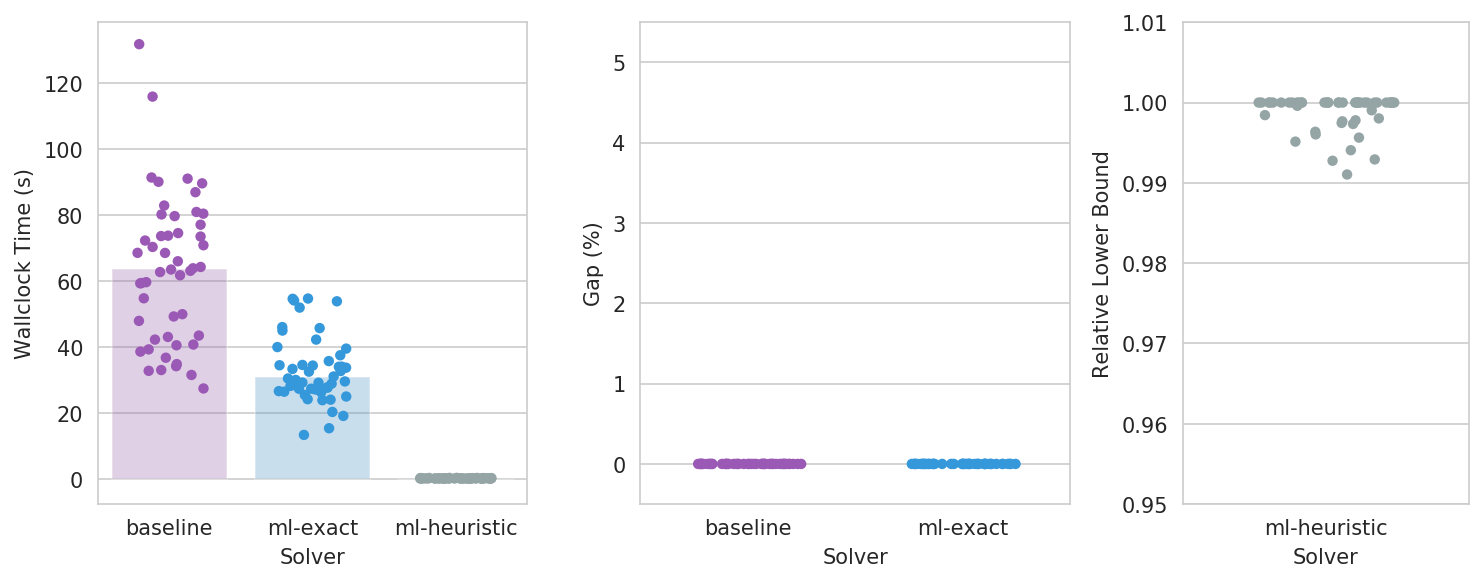 Wallclock Time (s)
120
100
80
60
40
20
0
baseline
ml-exact
ml-heuristic
Solver
Gap (%)
5
4
3
2
1
0
baseline
ml-exact
Solver
Relative Lower Bound
1.01
1.00
0.99
0.98
0.97
0.96
0.95
ml-heuristic
Solver